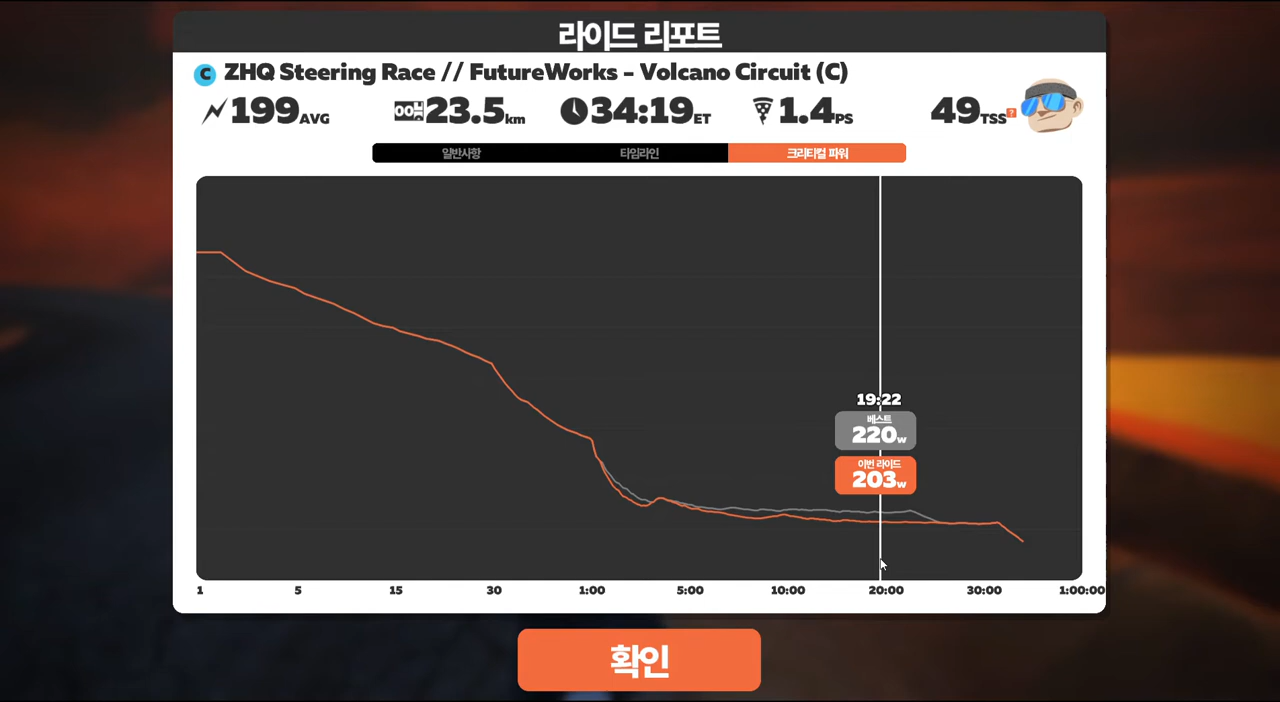 라이드 리포트
C ZHQ Steering Race // FutureWorks - Volcano Circuit (C)
199AVG 23.5km 34:19ET 1.4PS 49TSS?
일반사항 타임라인 크리티컬 파워
19:22
베스트
220w
이번 라이드
203w
1 5 15 30 1:00 5:00 10:00 20:00 30:00 1:00:00
확인